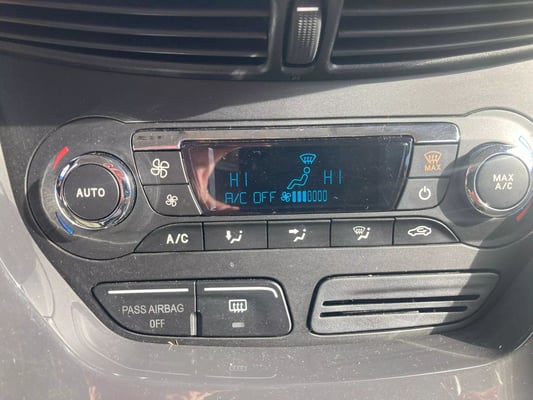 HI HI
A/C OFF
MAX
AUTO
MAX
A/C
A/C
PASS AIRBAG
OFF